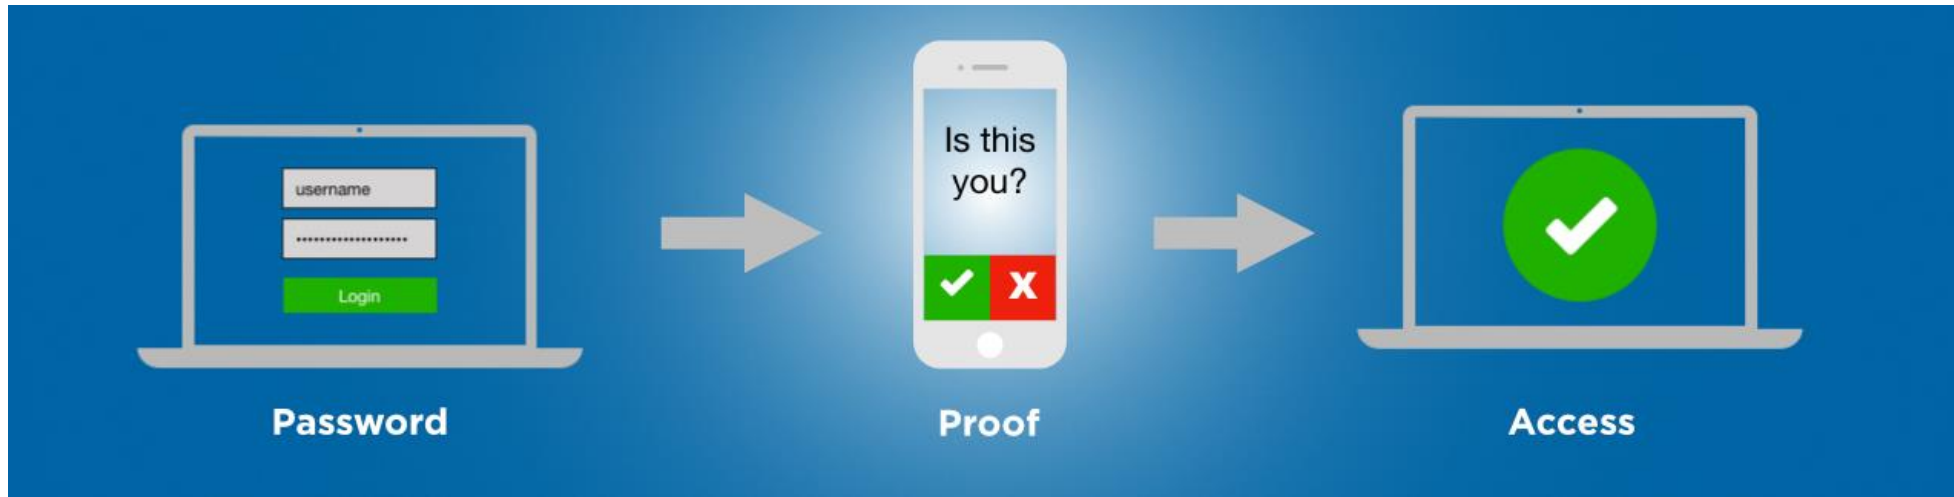 username
Login
Password
Is this
you?
X
Proof
Access